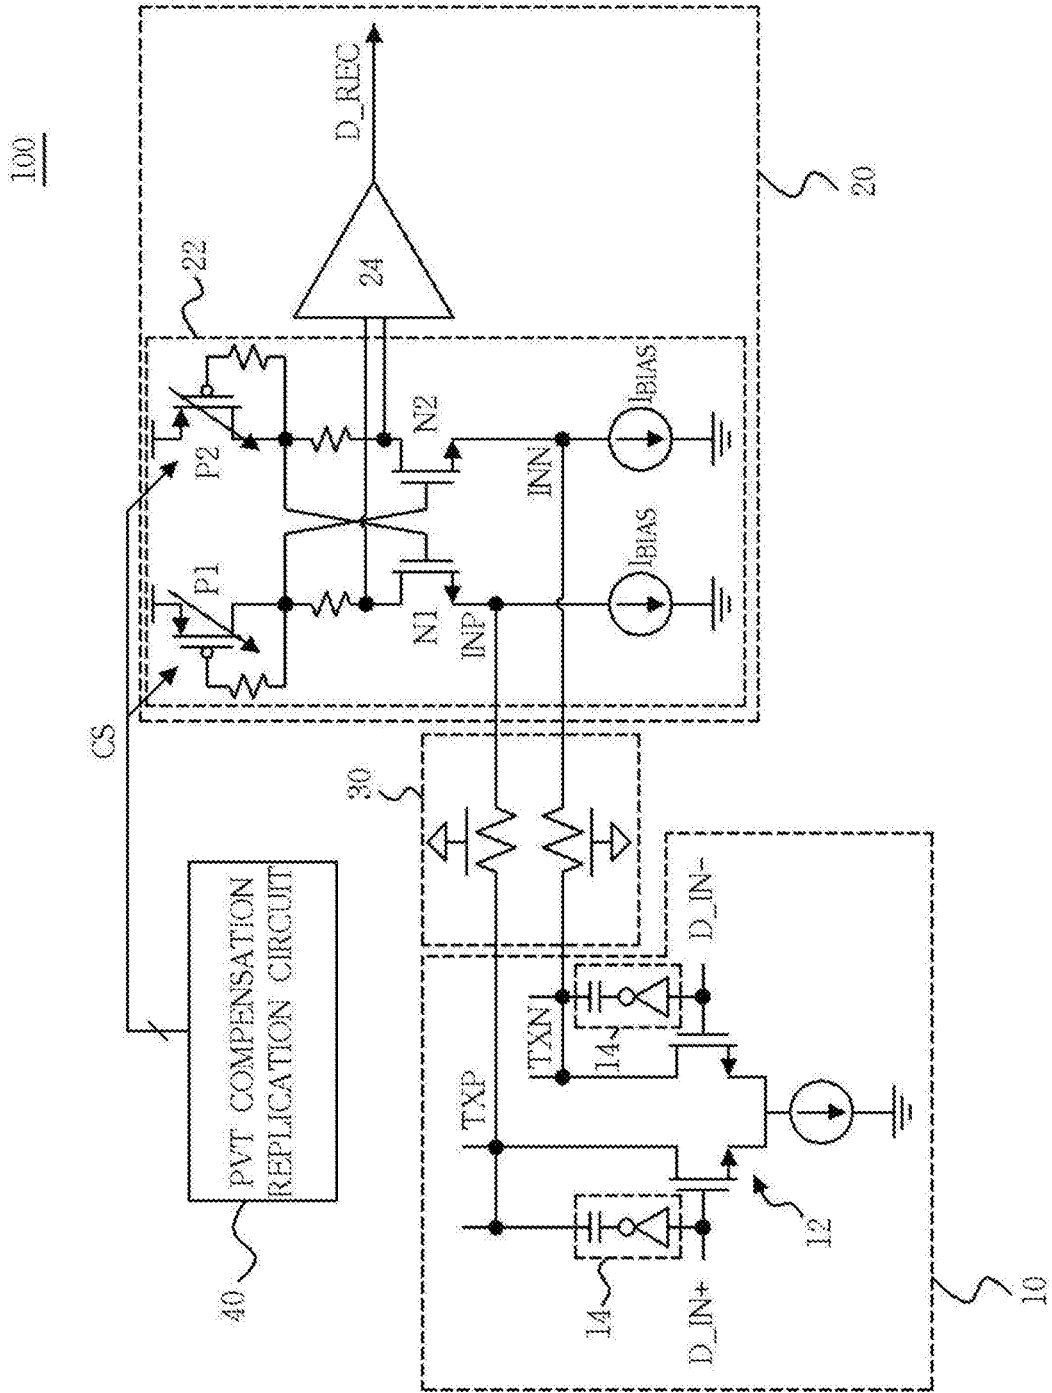 100
CS
P1
P2
22
D_REC
24
N1
N2
INP
INN
IBIAS
IBIAS
20
30
40
PVT COMPENSATION
REPLICATION CIRCUIT
TXP
TXN
14
14
D_IN+
D_IN-
12
10